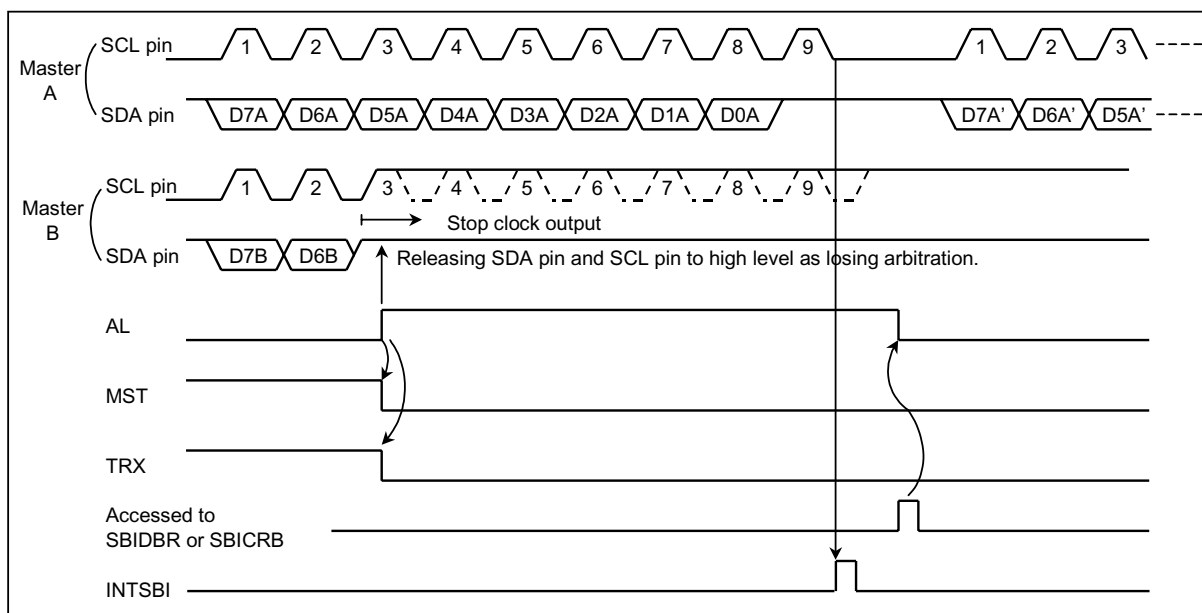 Master
A
SCL pin
1 2 3 4 5 6 7 8 9 1 2 3
SDA pin
D7A D6A D5A D4A D3A D2A D1A D0A D7A' D6A' D5A'
Master
B
SCL pin
1 2 3 4 5 6 7 8 9
Stop clock output
SDA pin
D7B D6B
Releasing SDA pin and SCL pin to high level as losing arbitration.
AL
MST
TRX
Accessed to
SBIDBR or SBICRB
INTSBI